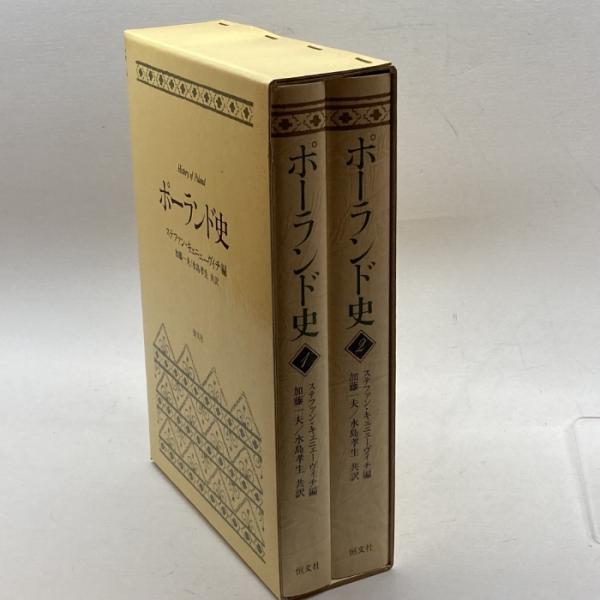 History of Poland
ポーランド史
ステファン・キェニェーヴィチ編
加藤一夫/水島孝生 共訳
恒文社
ポーランド史
1
ステファン・キェニェーヴィチ編
加藤一夫/水島孝生 共訳
恒文社
ポーランド史
2
ステファン・キェニェーヴィチ編
加藤一夫/水島孝生 共訳
恒文社